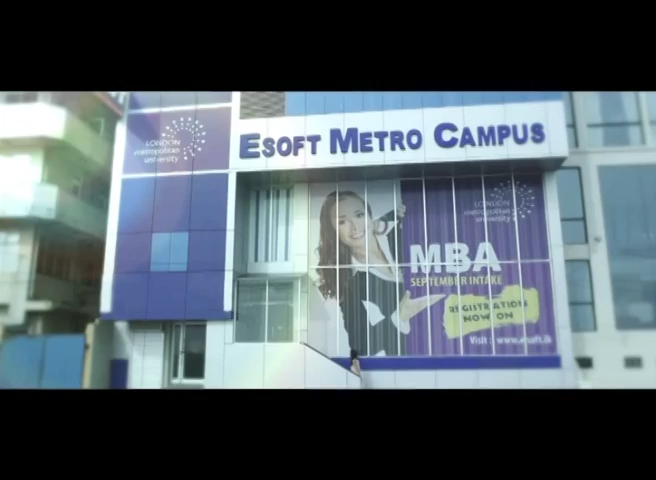 LONDON
metropolitan
university
ESOFT METRO CAMPUS
LONDON
metropolitan
university
MBA
SEPTEMBER INTAKE
REGISTRATION
NOW ON
Visit : www.esoft.lk